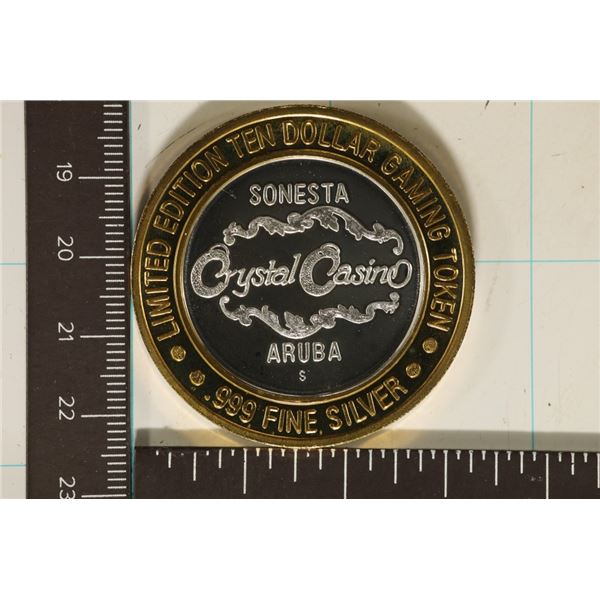 LIMITED EDITION TEN DOLLAR GAMING TOKEN
SONESTA
Crystal Casino
ARUBA
S
.999 FINE SILVER
19
20
21
22
23